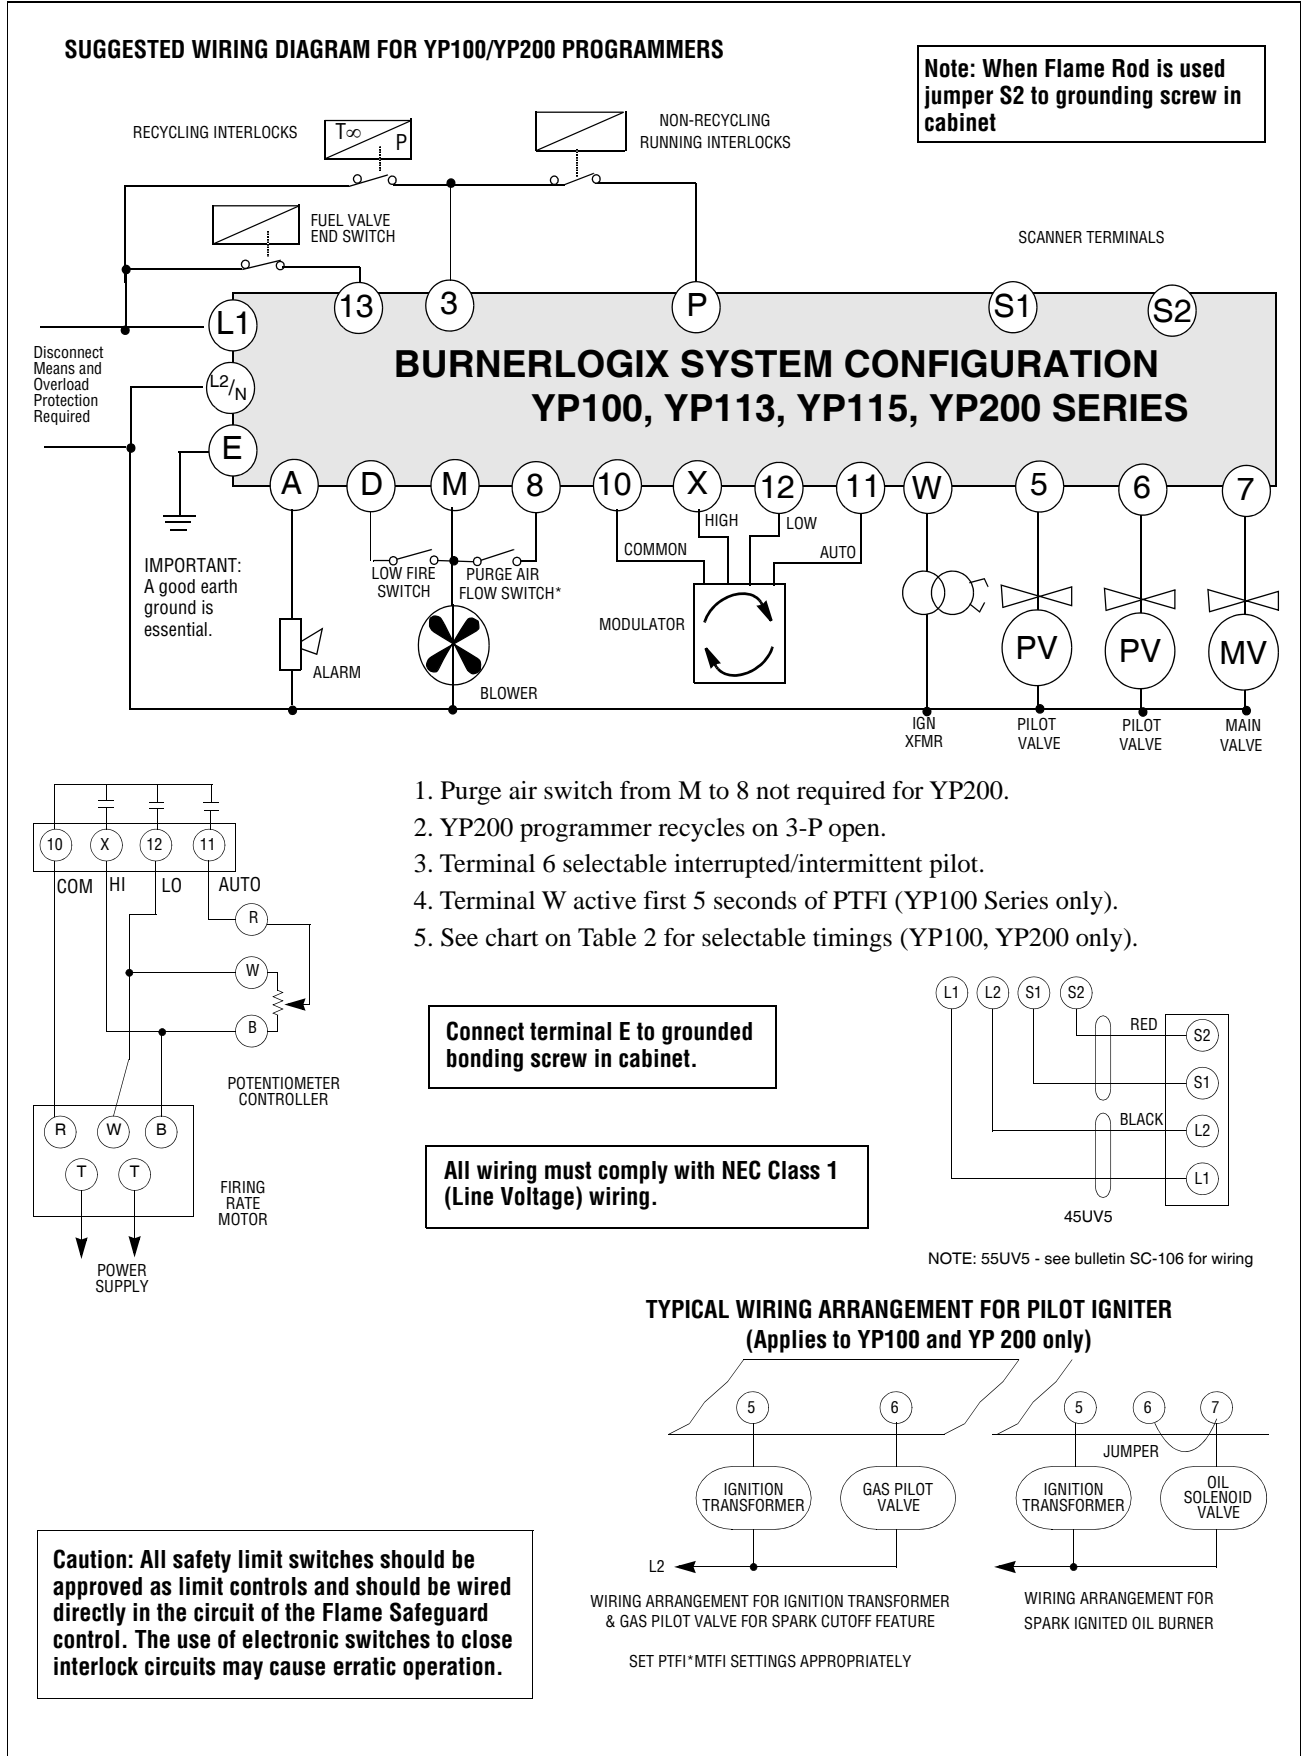 SUGGESTED WIRING DIAGRAM FOR YP100/YP200 PROGRAMMERS
Note: When Flame Rod is used
jumper S2 to grounding screw in
cabinet
RECYCLING INTERLOCKS
T∞
P
NON-RECYCLING
RUNNING INTERLOCKS
FUEL VALVE
END SWITCH
SCANNER TERMINALS
13
3
P
S1
S2
L1
L2/N
E
Disconnect
Means and
Overload
Protection
Required
BURNERLOGIX SYSTEM CONFIGURATION
YP100, YP113, YP115, YP200 SERIES
A
D
M
8
10
X
12
11
W
5
6
7
HIGH
LOW
COMMON
AUTO
IMPORTANT:
A good earth
ground is
essential.
LOW FIRE
SWITCH
PURGE AIR
FLOW SWITCH*
MODULATOR
ALARM
BLOWER
PV
PV
MV
IGN
XFMR
PILOT
VALVE
PILOT
VALVE
MAIN
VALVE
1. Purge air switch from M to 8 not required for YP200.
2. YP200 programmer recycles on 3-P open.
3. Terminal 6 selectable interrupted/intermittent pilot.
4. Terminal W active first 5 seconds of PTFI (YP100 Series only).
5. See chart on Table 2 for selectable timings (YP100, YP200 only).
10
X
12
11
COM
HI
LO
AUTO
R
W
B
POTENTIOMETER
CONTROLLER
R
W
B
T
T
FIRING
RATE
MOTOR
POWER
SUPPLY
Connect terminal E to grounded
bonding screw in cabinet.
All wiring must comply with NEC Class 1
(Line Voltage) wiring.
L1
L2
S1
S2
RED
S2
S1
BLACK
L2
L1
45UV5
NOTE: 55UV5 - see bulletin SC-106 for wiring
TYPICAL WIRING ARRANGEMENT FOR PILOT IGNITER
(Applies to YP100 and YP 200 only)
5
6
5
6
7
JUMPER
IGNITION
TRANSFORMER
GAS PILOT
VALVE
IGNITION
TRANSFORMER
OIL
SOLENOID
VALVE
L2
WIRING ARRANGEMENT FOR IGNITION TRANSFORMER
& GAS PILOT VALVE FOR SPARK CUTOFF FEATURE
SET PTFI*MTFI SETTINGS APPROPRIATELY
WIRING ARRANGEMENT FOR
SPARK IGNITED OIL BURNER
Caution: All safety limit switches should be
approved as limit controls and should be wired
directly in the circuit of the Flame Safeguard
control. The use of electronic switches to close
interlock circuits may cause erratic operation.